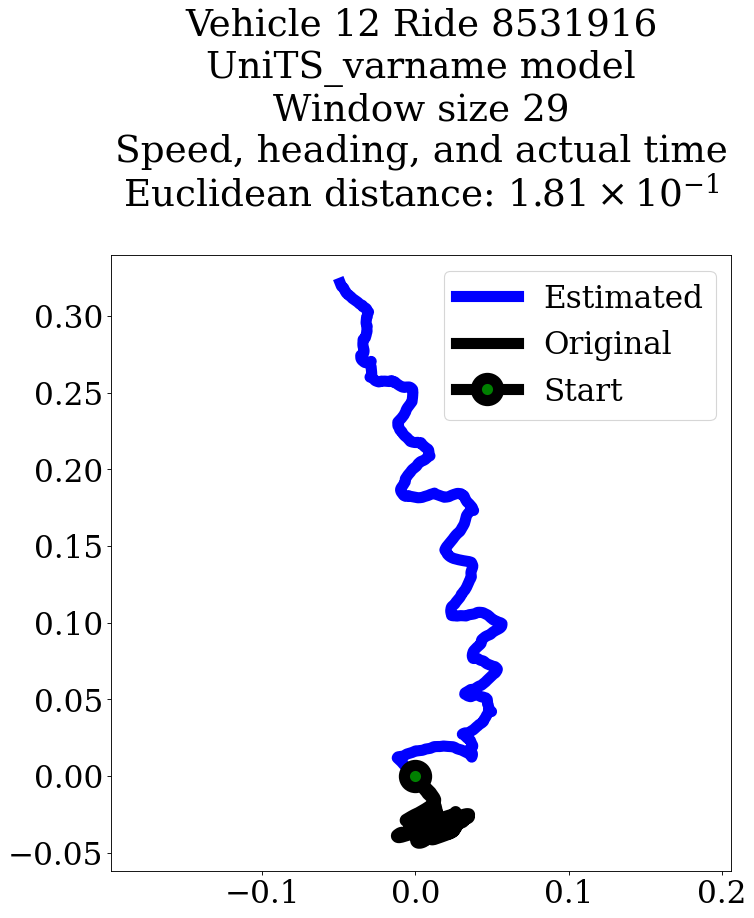 Vehicle 12 Ride 8531916
UniTS_varname model
Window size 29
Speed, heading, and actual time
Euclidean distance: 1.81 × 10⁻¹
Estimated
Original
Start
0.30
0.25
0.20
0.15
0.10
0.05
0.00
−0.05
−0.1
0.0
0.1
0.2